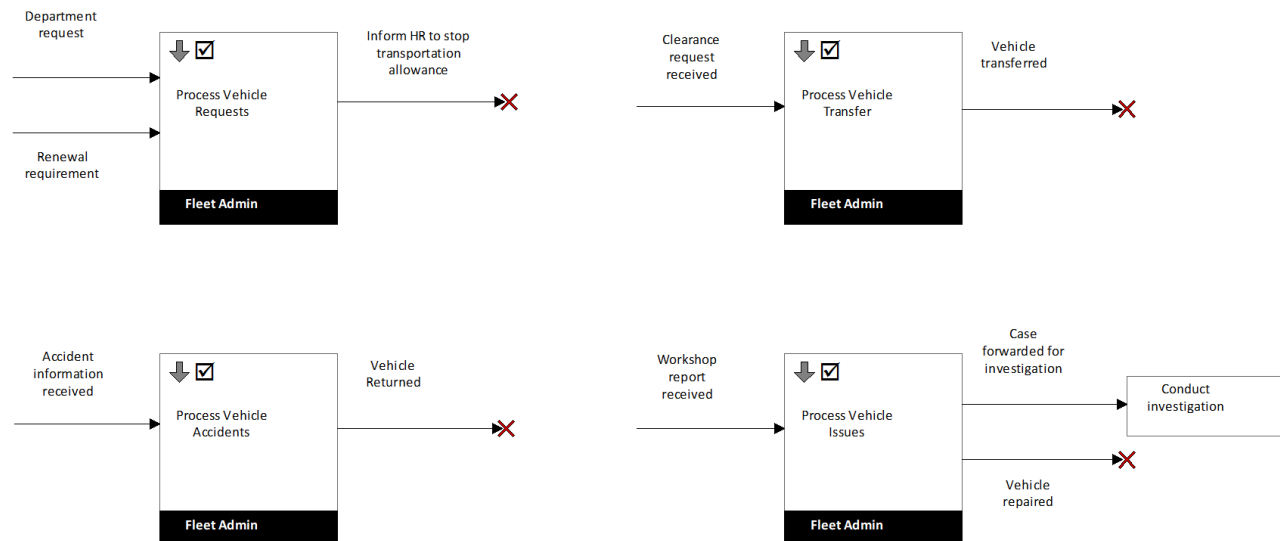 Department
request
Inform HR to stop
transportation
allowance
Process Vehicle
Requests
Renewal
requirement
Fleet Admin
Clearance
request
received
Vehicle
transferred
Process Vehicle
Transfer
Fleet Admin
Accident
information
received
Vehicle
Returned
Process Vehicle
Accidents
Fleet Admin
Workshop
report
received
Case
forwarded for
investigation
Process Vehicle
Issues
Conduct
investigation
Vehicle
repaired
Fleet Admin